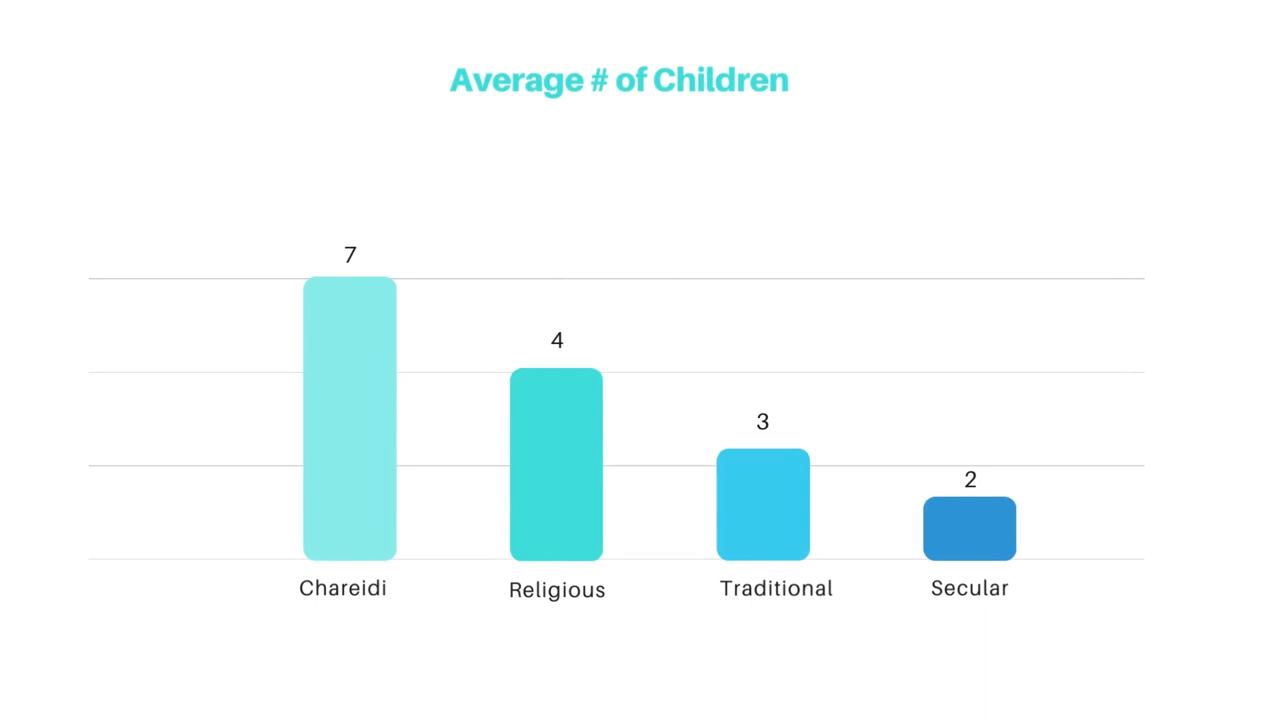 Average # of Children
7
4
3
2
Chareidi
Religious
Traditional
Secular